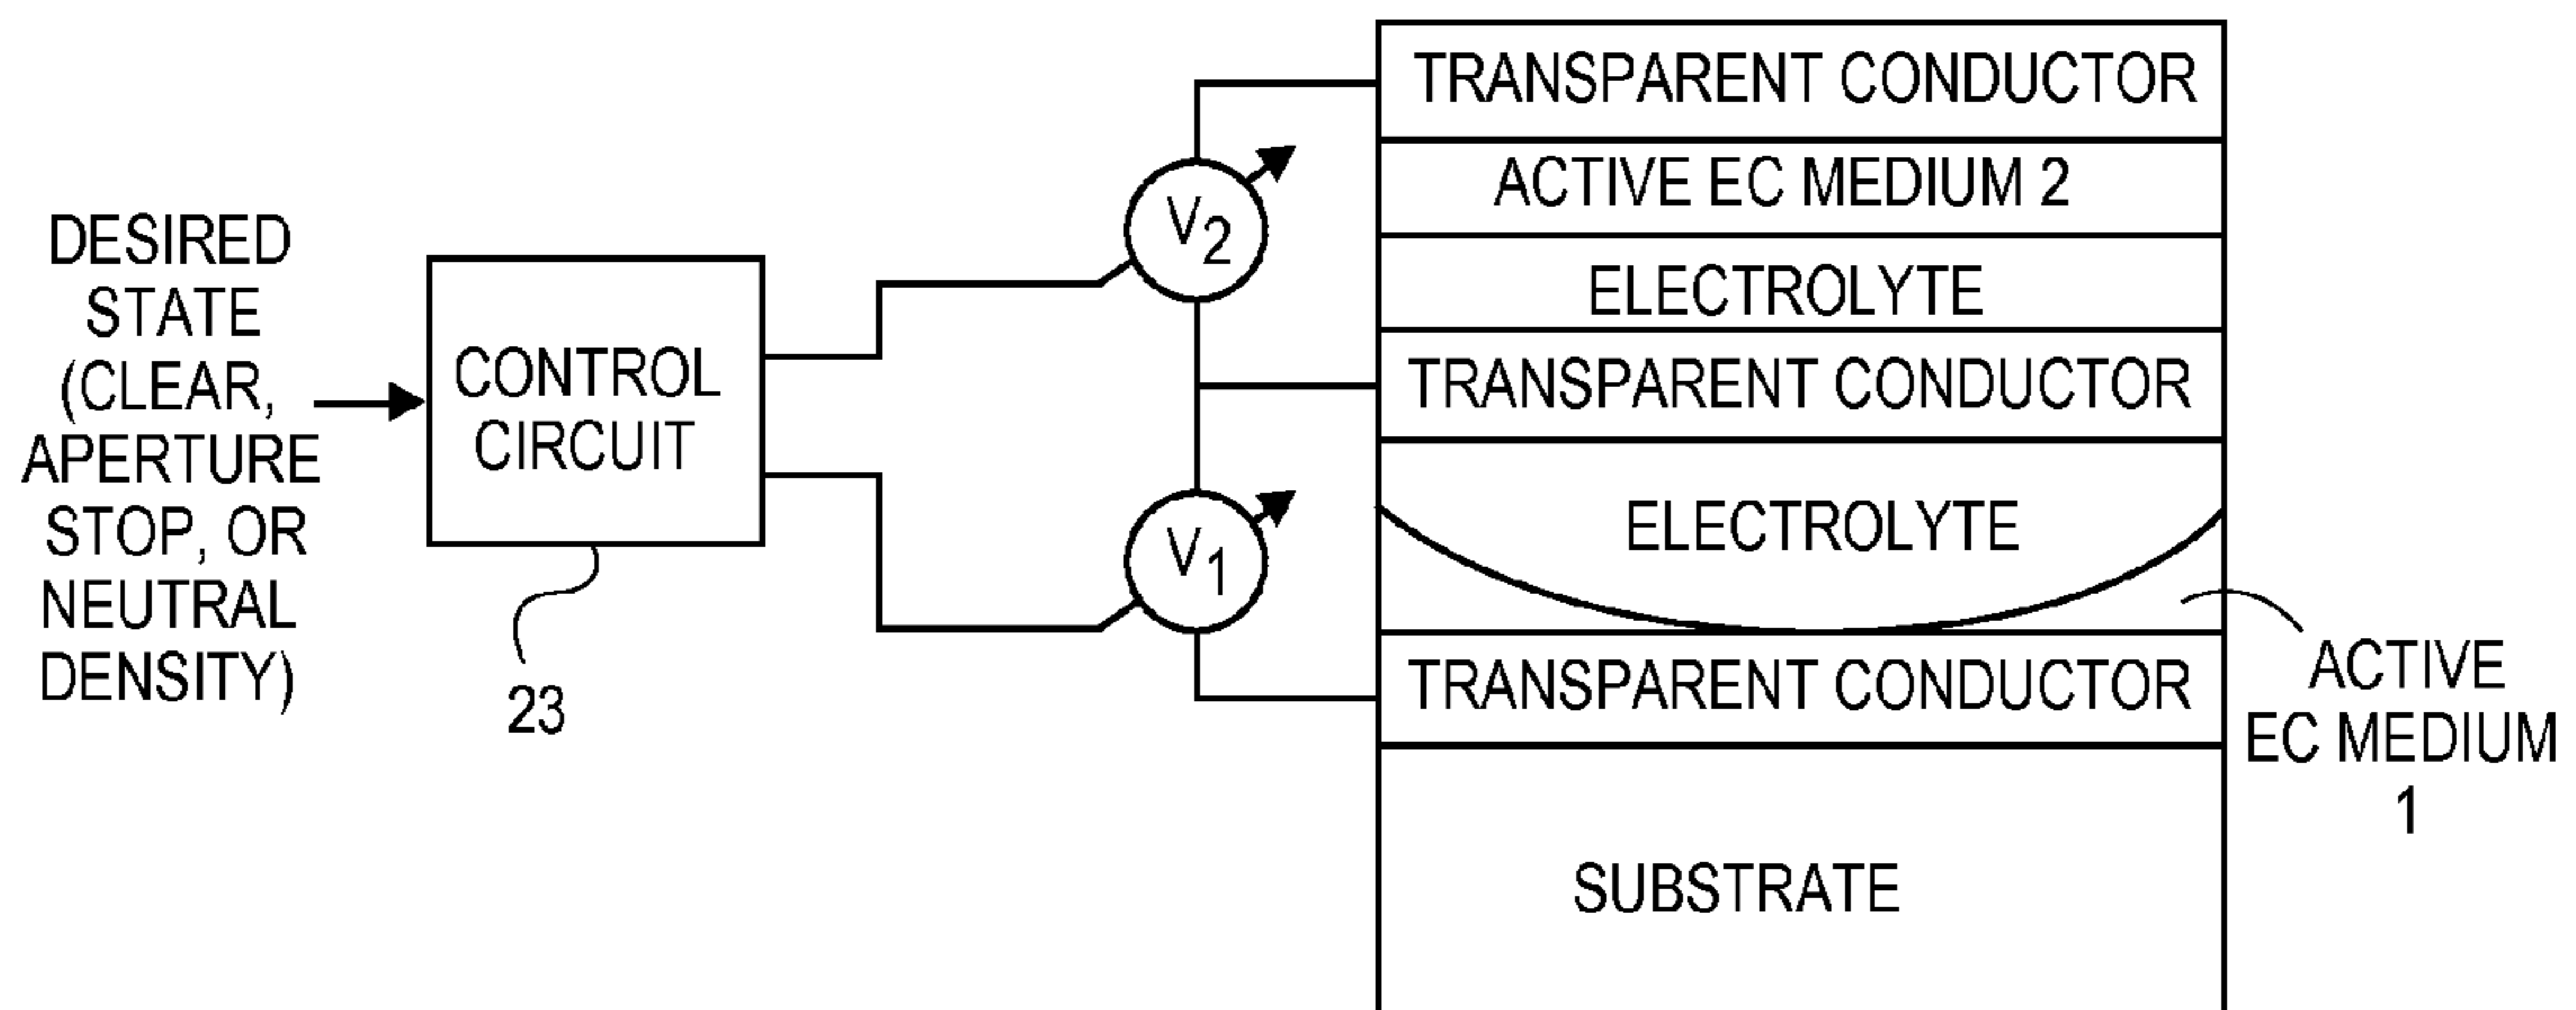 DESIRED
STATE
(CLEAR,
APERTURE
STOP, OR
NEUTRAL
DENSITY)
CONTROL
CIRCUIT
23
V2
V1
TRANSPARENT CONDUCTOR
ACTIVE EC MEDIUM 2
ELECTROLYTE
TRANSPARENT CONDUCTOR
ELECTROLYTE
TRANSPARENT CONDUCTOR
SUBSTRATE
ACTIVE
EC MEDIUM
1